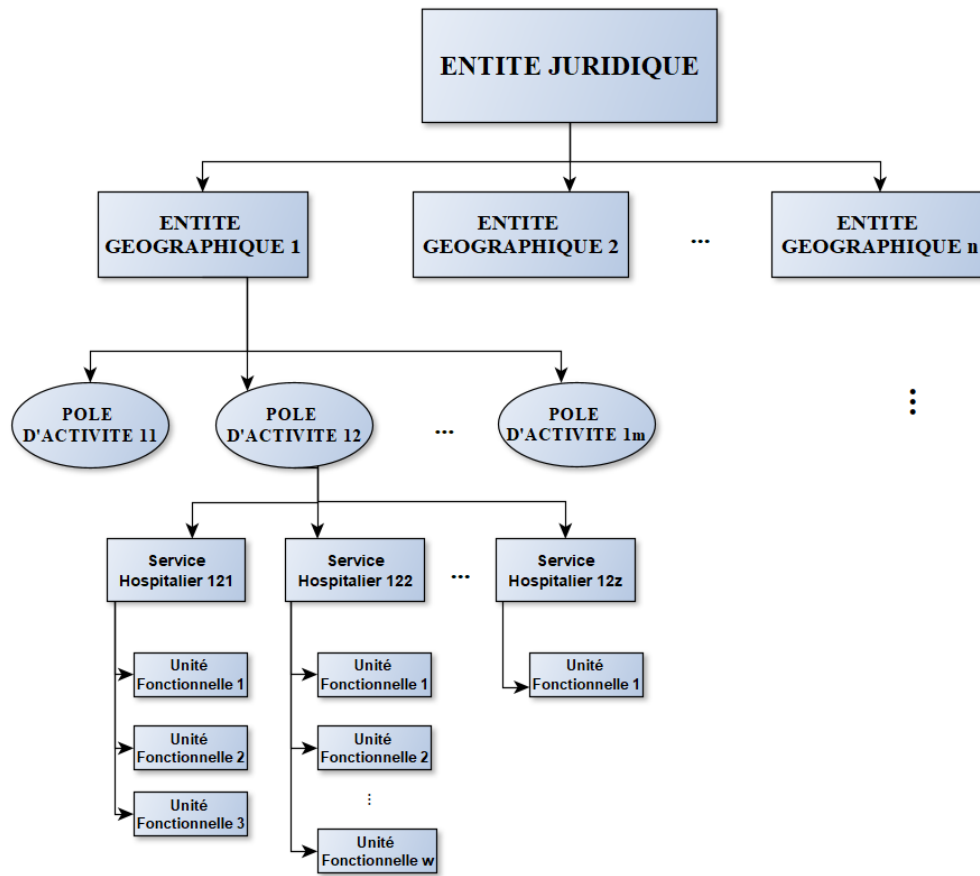 ENTITE JURIDIQUE
ENTITE
GEOGRAPHIQUE 1
ENTITE
GEOGRAPHIQUE 2
...
ENTITE
GEOGRAPHIQUE n
POLE
D'ACTIVITE 11
POLE
D'ACTIVITE 12
...
POLE
D'ACTIVITE 1m
⋮
Service
Hospitalier 121
Service
Hospitalier 122
...
Service
Hospitalier 12z
Unité
Fonctionnelle 1
Unité
Fonctionnelle 1
Unité
Fonctionnelle 1
Unité
Fonctionnelle 2
Unité
Fonctionnelle 2
⋮
Unité
Fonctionnelle 3
Unité
Fonctionnelle w